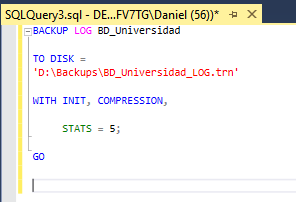 SQLQuery3.sql - DE...FV7TG\Daniel (56))*
BACKUP LOG BD_Universidad
TO DISK =
'D:\Backups\BD_Universidad_LOG.trn'
WITH INIT, COMPRESSION,
STATS = 5;
GO